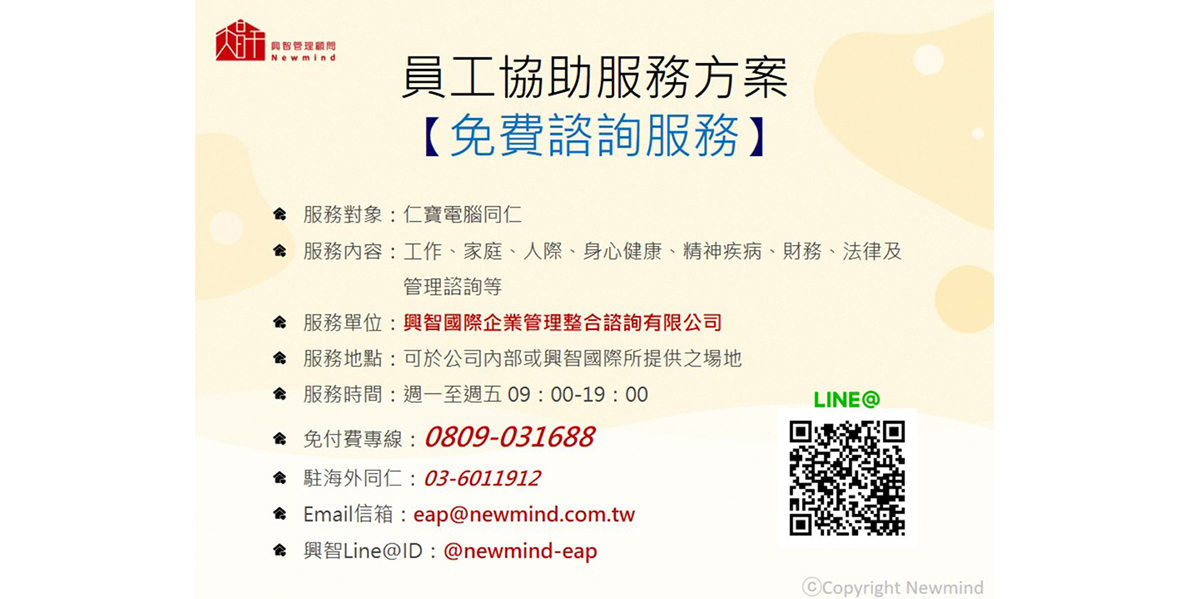 興智管理顧問
Newmind
員工協助服務方案
【免費諮詢服務】
服務對象：仁寶電腦同仁
服務內容：工作、家庭、人際、身心健康、精神疾病、財務、法律及
管理諮詢等
服務單位：興智國際企業管理整合諮詢有限公司
服務地點：可於公司內部或興智國際所提供之場地
服務時間：週一至週五 09：00-19：00
免付費專線：0809-031688
駐海外同仁：03-6011912
Email信箱：eap@newmind.com.tw
興智Line@ID：@newmind-eap
LINE@
ⓒCopyright Newmind